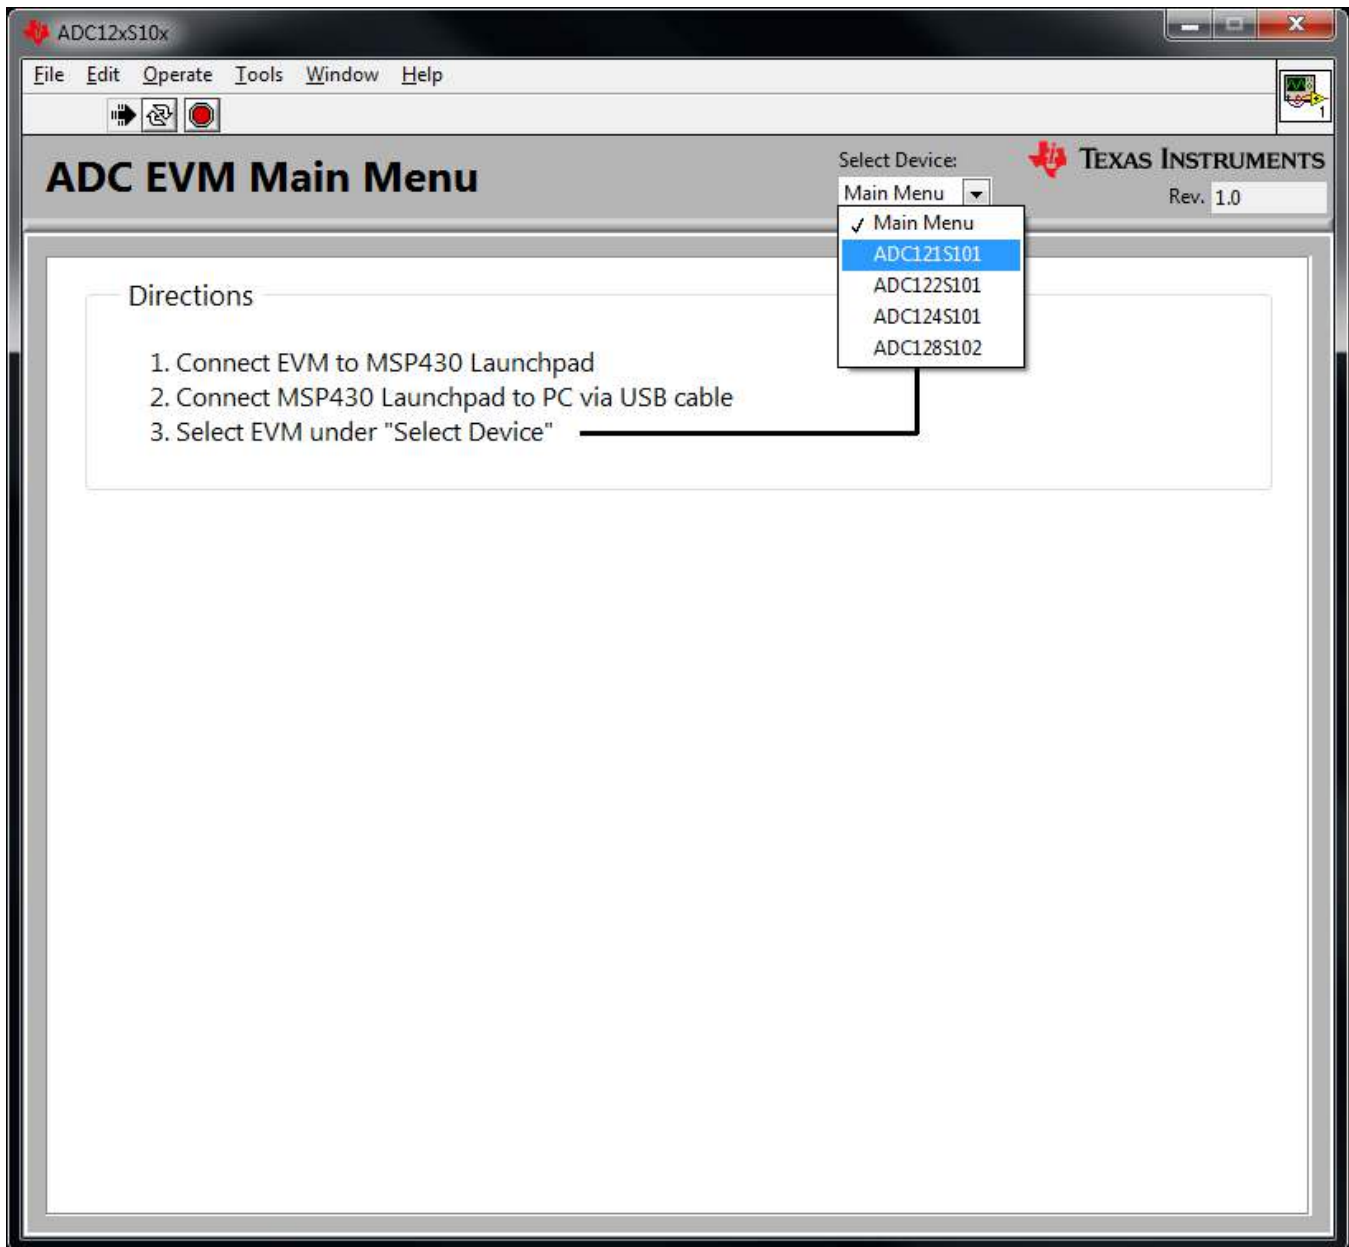 ADC12xS10x
File Edit Operate Tools Window Help
1
ADC EVM Main Menu
Select Device:
Main Menu
TEXAS INSTRUMENTS
Rev. 1.0
✓ Main Menu
ADC121S101
ADC122S101
ADC124S101
ADC128S102
Directions
1. Connect EVM to MSP430 Launchpad
2. Connect MSP430 Launchpad to PC via USB cable
3. Select EVM under "Select Device"